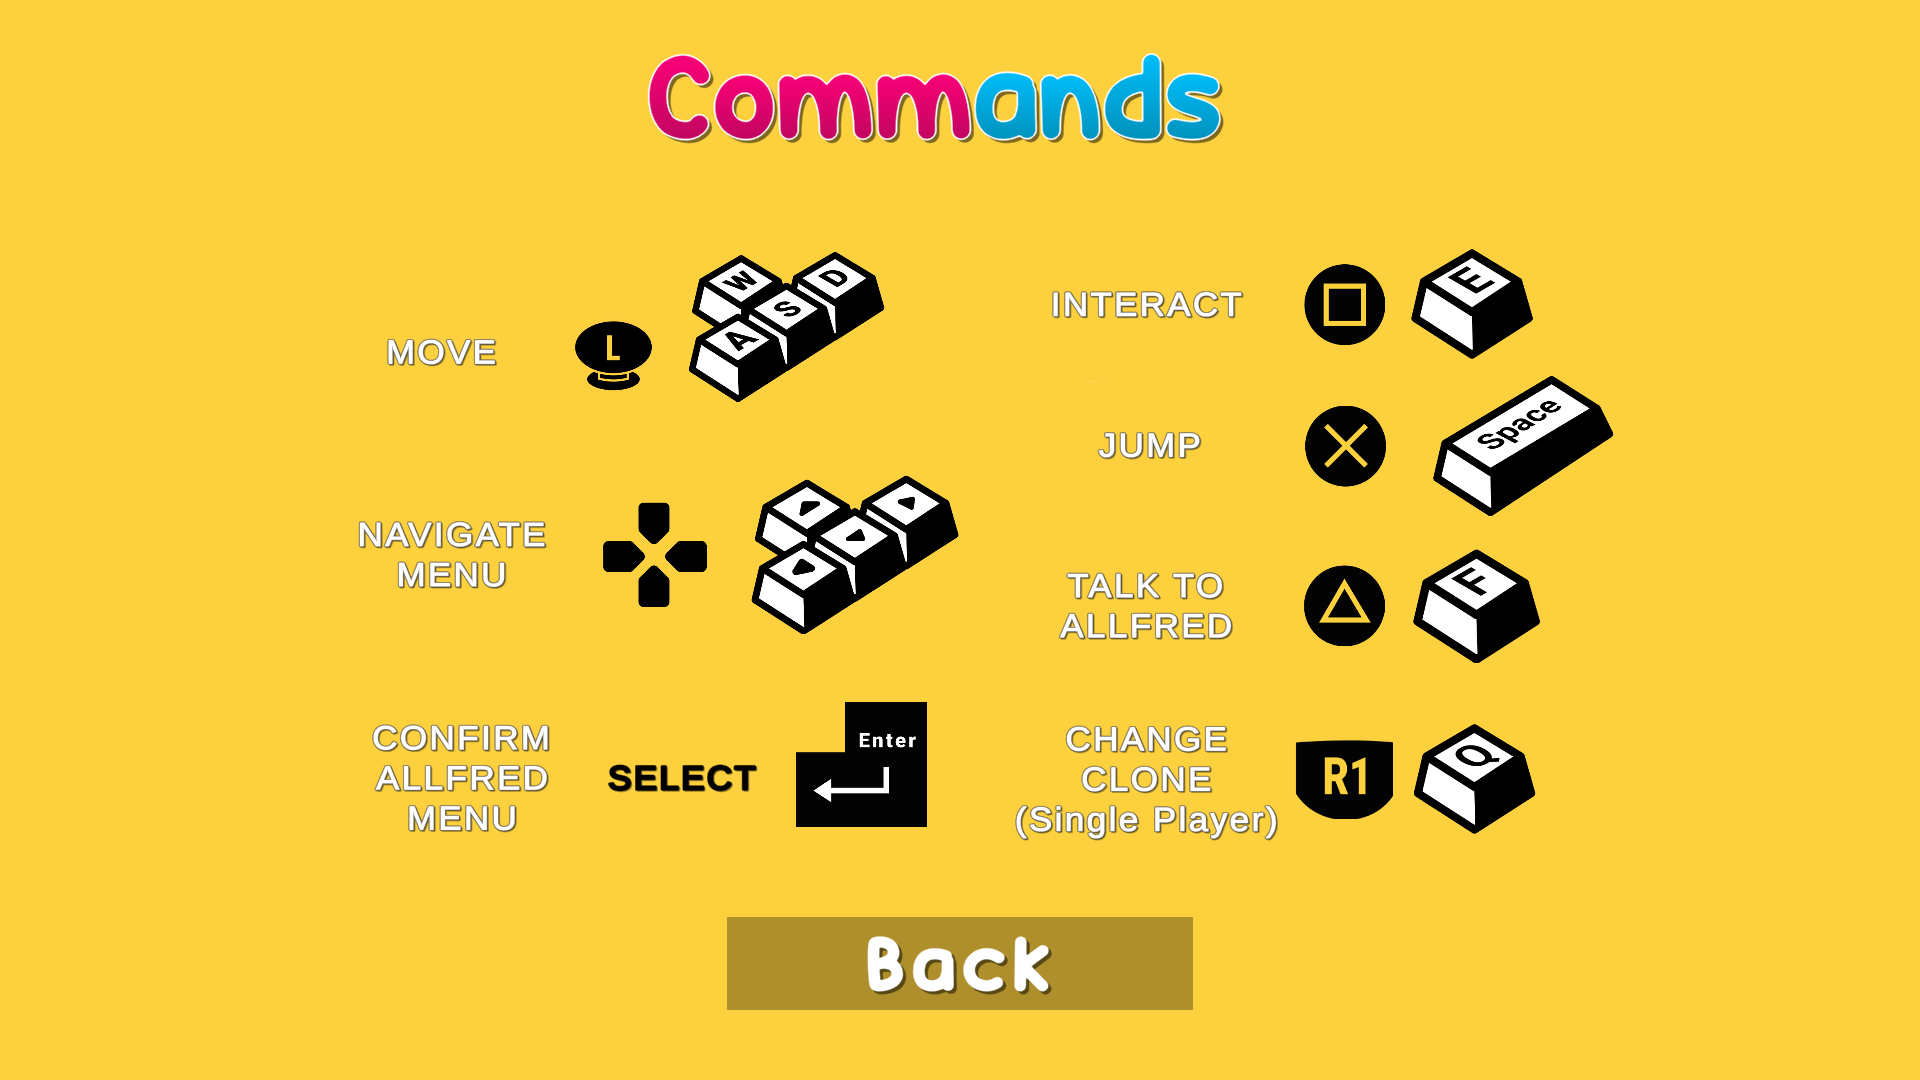 Commands
MOVE
L
W
A
S
D
NAVIGATE
MENU
CONFIRM
ALLFRED
MENU
SELECT
Enter
INTERACT
E
JUMP
Space
TALK TO
ALLFRED
F
CHANGE
CLONE
(Single Player)
R1
Q
Back